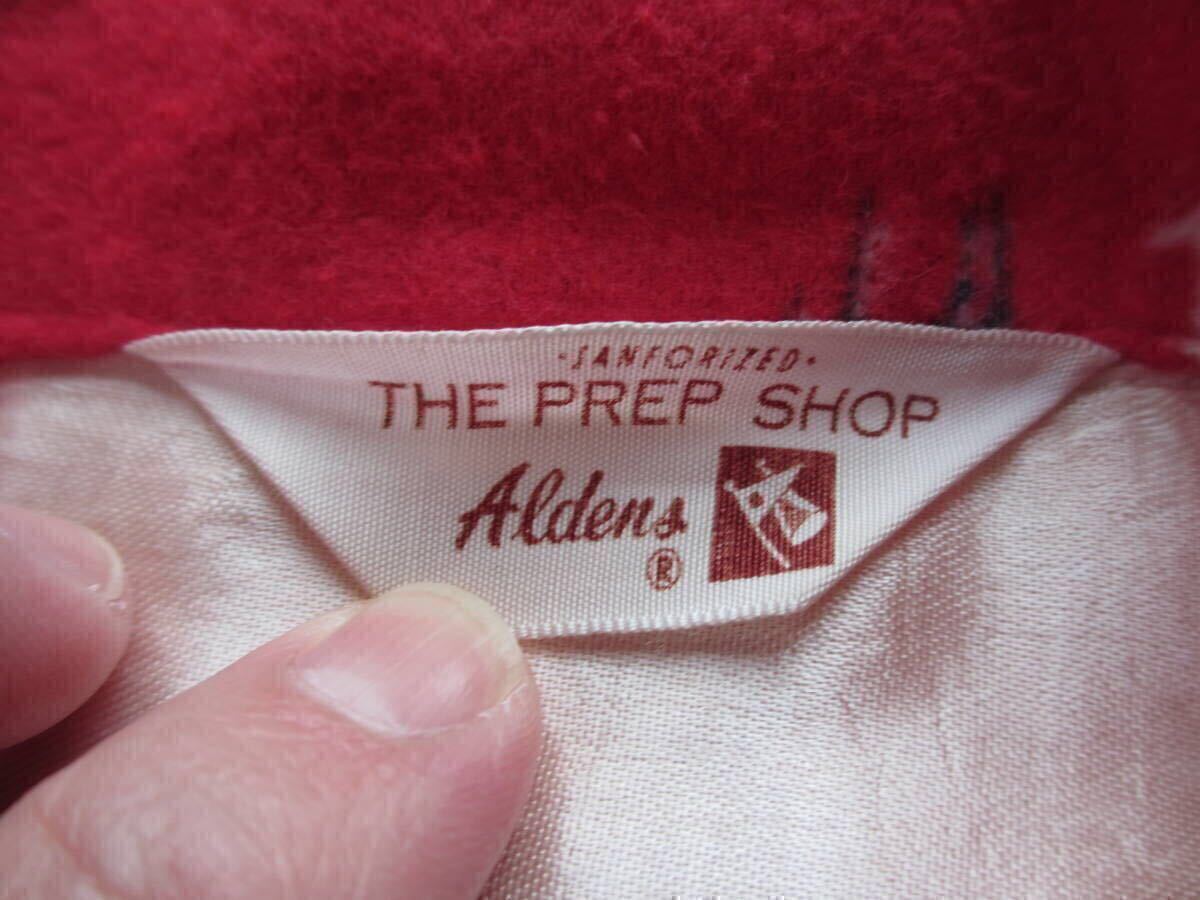 ·SANFORIZED·
THE PREP SHOP
Aldens
®